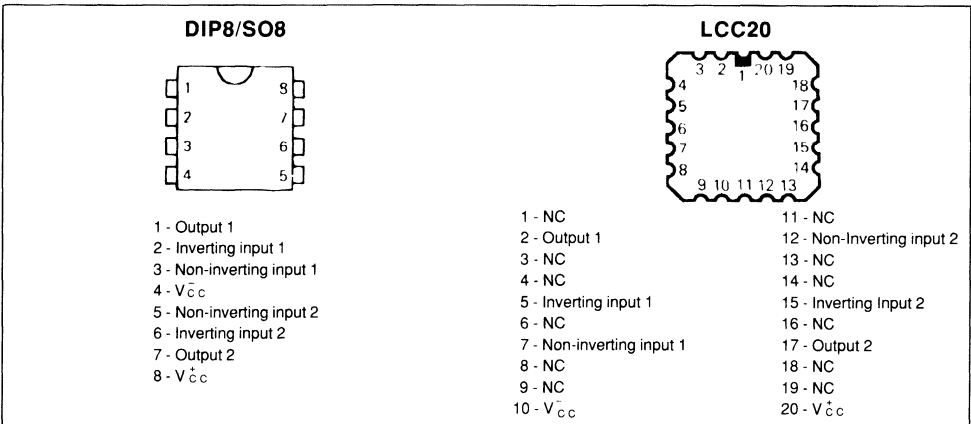 DIP8/SO8
1 8
2 7
3 6
4 5
1 - Output 1
2 - Inverting input 1
3 - Non-inverting input 1
4 - V⁻cc
5 - Non-inverting input 2
6 - Inverting input 2
7 - Output 2
8 - V⁺cc
LCC20
3 2 1 20 19
4 18
5 17
6 16
7 15
8 14
9 10 11 12 13
1 - NC
2 - Output 1
3 - NC
4 - NC
5 - Inverting input 1
6 - NC
7 - Non-inverting input 1
8 - NC
9 - NC
10 - V⁻cc
11 - NC
12 - Non-Inverting input 2
13 - NC
14 - NC
15 - Inverting Input 2
16 - NC
17 - Output 2
18 - NC
19 - NC
20 - V⁺cc